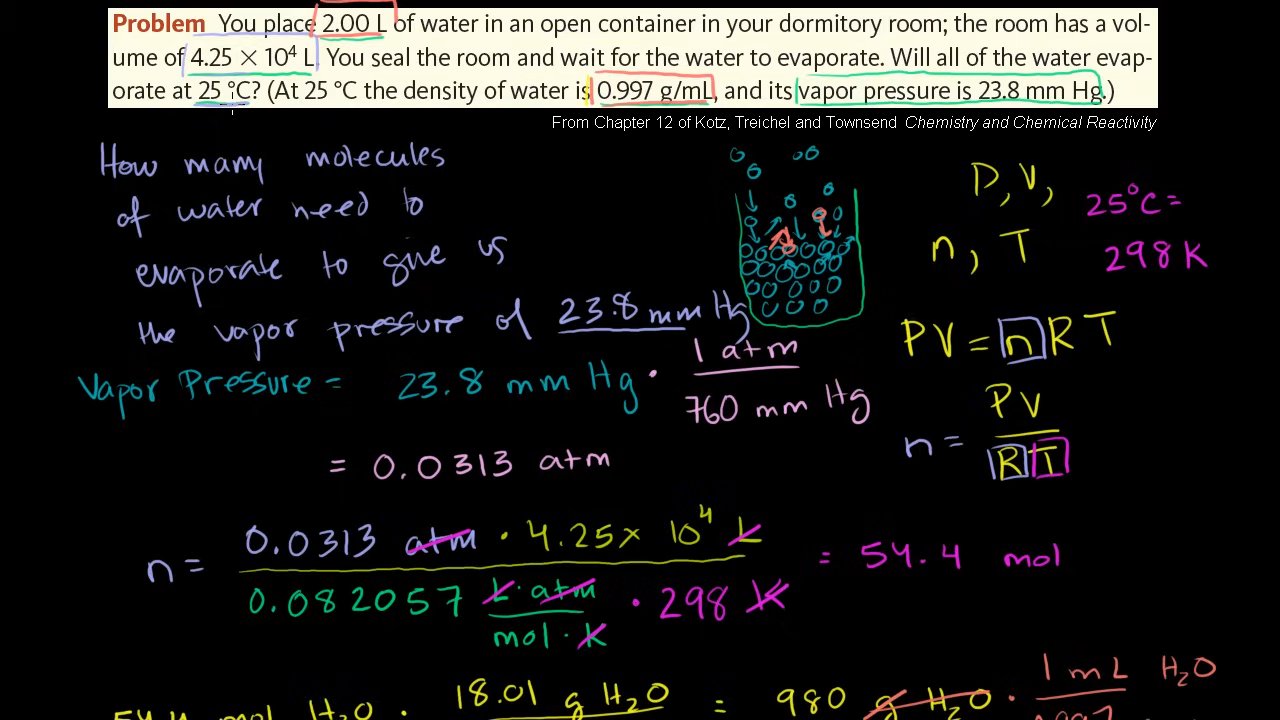 Problem You place 2.00 L of water in an open container in your dormitory room; the room has a vol-
ume of 4.25 × 10⁴ L. You seal the room and wait for the water to evaporate. Will all of the water evap-
orate at 25 °C? (At 25 °C the density of water is 0.997 g/mL, and its vapor pressure is 23.8 mm Hg.)
From Chapter 12 of Kotz, Treichel and Townsend Chemistry and Chemical Reactivity
How many molecules
of water need to
evaporate to give us
the vapor pressure of 23.8 mm Hg
P, V,
n, T
25°C =
298 K
PV = nRT
n = PV / RT
Vapor Pressure = 23.8 mm Hg · 1 atm / 760 mm Hg
= 0.0313 atm
n = 0.0313 atm · 4.25 × 10⁴ L / 0.082057 L · atm / mol · K · 298 K = 54.4 mol
54.4 mol H₂O · 18.01 g H₂O = 980 g H₂O · 1 mL H₂O